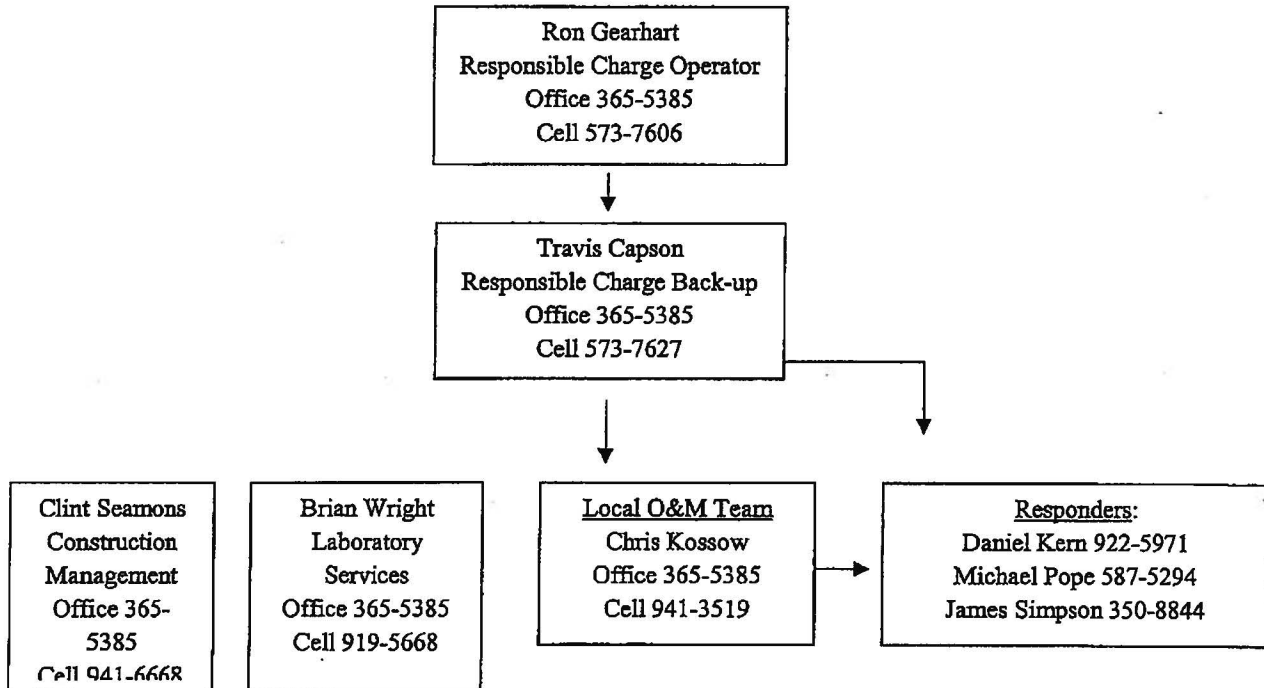 Ron Gearhart
Responsible Charge Operator
Office 365-5385
Cell 573-7606
Travis Capson
Responsible Charge Back-up
Office 365-5385
Cell 573-7627
Clint Seamons
Construction
Management
Office 365-
5385
Cell 941-6668
Brian Wright
Laboratory
Services
Office 365-5385
Cell 919-5668
Local O&M Team
Chris Kossow
Office 365-5385
Cell 941-3519
Responders:
Daniel Kern 922-5971
Michael Pope 587-5294
James Simpson 350-8844